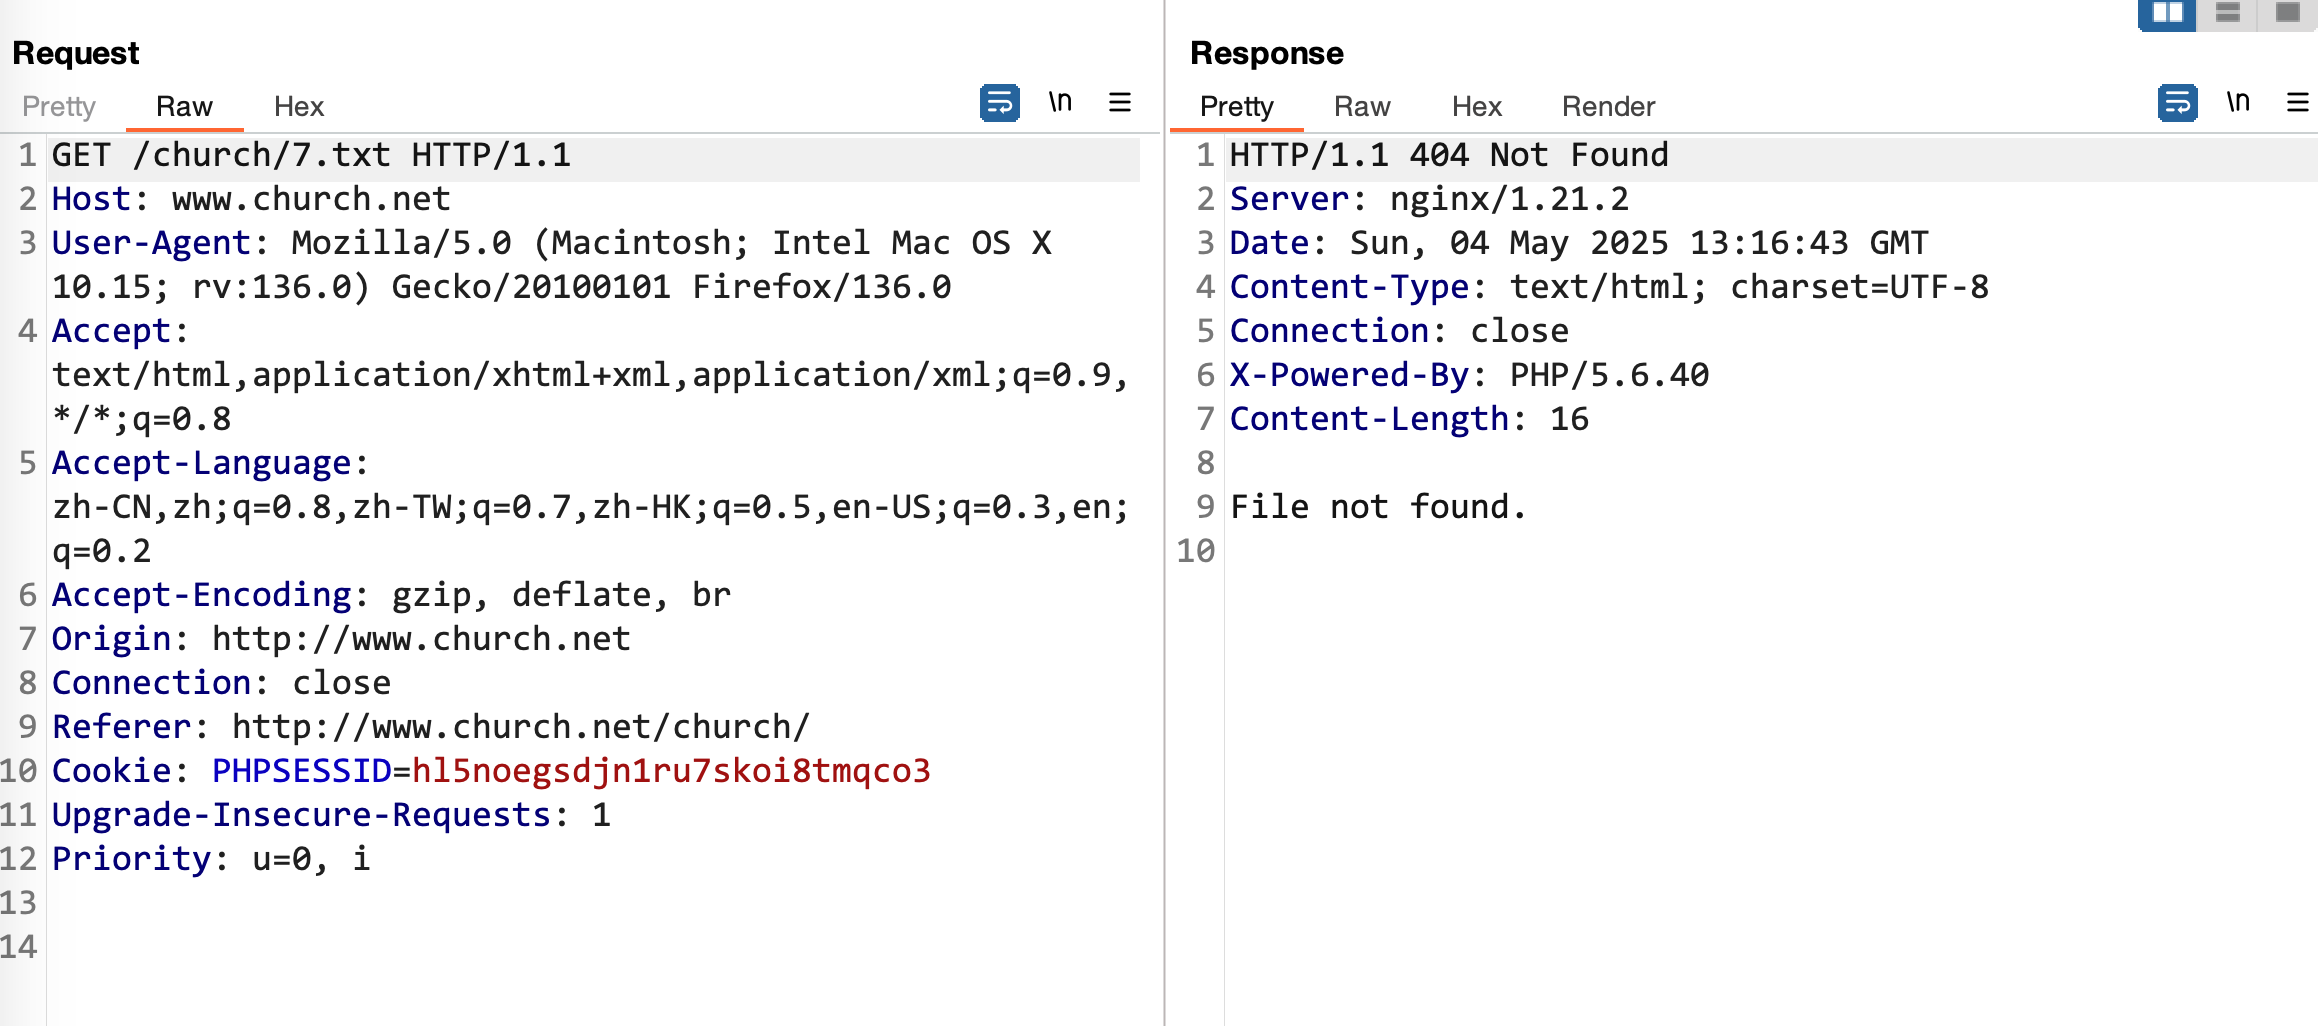 Request
Pretty Raw Hex
\n
1 GET /church/7.txt HTTP/1.1
2 Host: www.church.net
3 User-Agent: Mozilla/5.0 (Macintosh; Intel Mac OS X
10.15; rv:136.0) Gecko/20100101 Firefox/136.0
4 Accept:
text/html,application/xhtml+xml,application/xml;q=0.9,
*/*;q=0.8
5 Accept-Language:
zh-CN,zh;q=0.8,zh-TW;q=0.7,zh-HK;q=0.5,en-US;q=0.3,en;
q=0.2
6 Accept-Encoding: gzip, deflate, br
7 Origin: http://www.church.net
8 Connection: close
9 Referer: http://www.church.net/church/
10 Cookie: PHPSESSID=hl5noegsdjn1ru7skoi8tmqco3
11 Upgrade-Insecure-Requests: 1
12 Priority: u=0, i
13
14
Response
Pretty Raw Hex Render
\n
1 HTTP/1.1 404 Not Found
2 Server: nginx/1.21.2
3 Date: Sun, 04 May 2025 13:16:43 GMT
4 Content-Type: text/html; charset=UTF-8
5 Connection: close
6 X-Powered-By: PHP/5.6.40
7 Content-Length: 16
8
9 File not found.
10